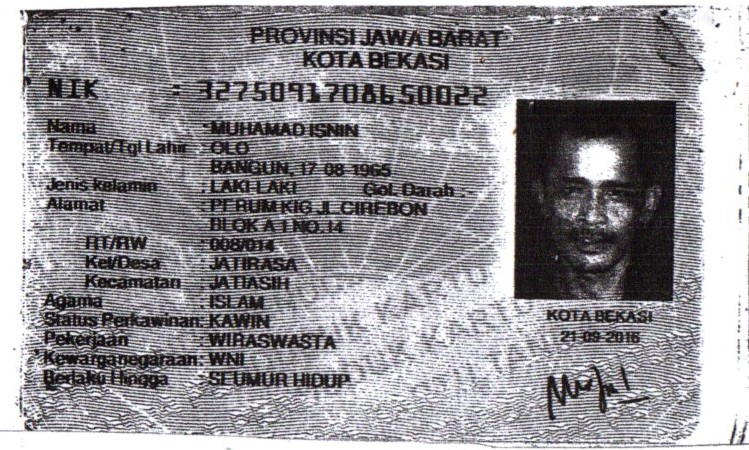 PROVINSI JAWA BARAT
KOTA BEKASI
NIK : 3275091708650022
Nama : MUHAMAD ISNIN
Tempat/Tgl Lahir : OLO
BANGUN, 17-08-1965
Jenis kelamin : LAKI-LAKI Gol. Darah : -
Alamat : PERUM KIG JL. CIREBON
BLOK A 1 NO. 14
RT/RW : 008/014
Kel/Desa : JATIRASA
Kecamatan : JATIASIH
Agama : ISLAM
Status Perkawinan: KAWIN
Pekerjaan : WIRASWASTA
Kewarganegaraan: WNI
Berlaku Hingga : SEUMUR HIDUP
KOTA BEKASI
21-09-2016